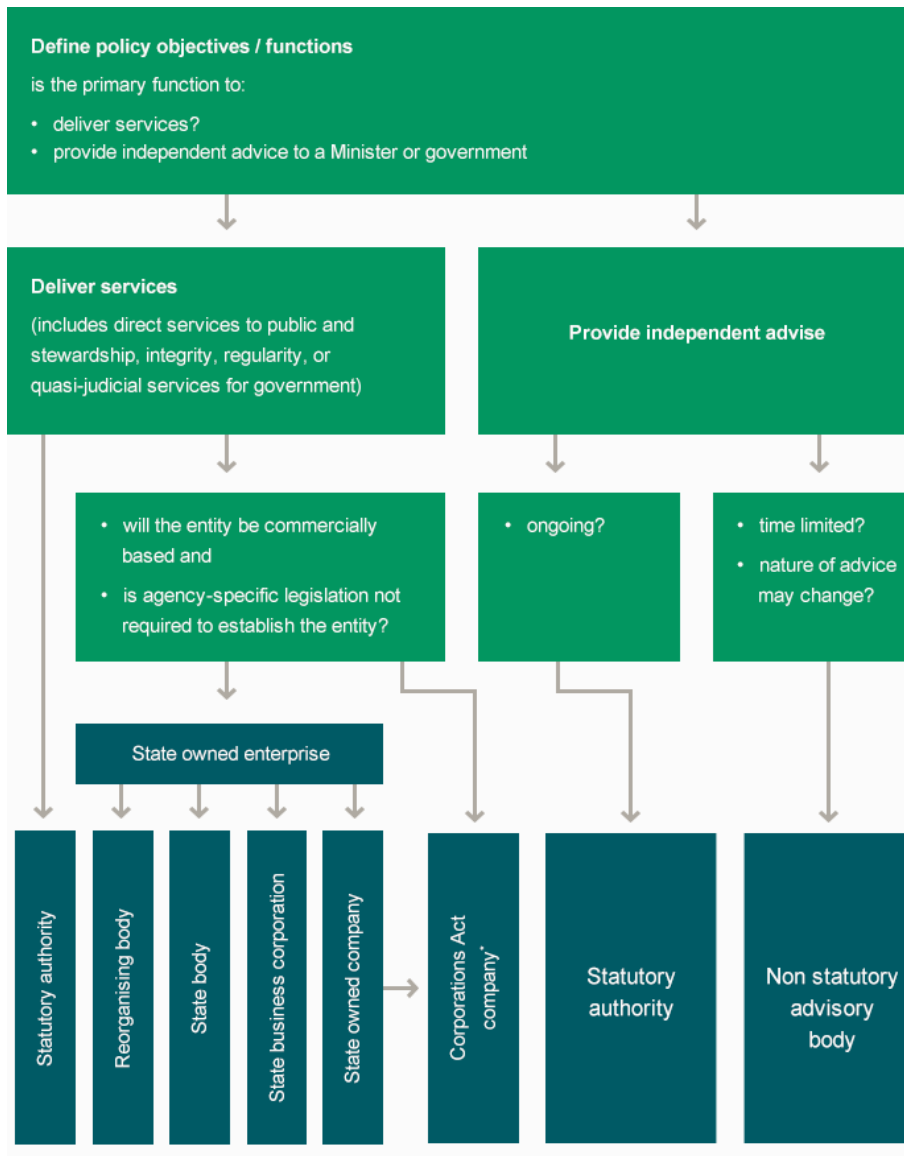 Define policy objectives / functions
is the primary function to:
• deliver services?
• provide independent advice to a Minister or government
Deliver services
(includes direct services to public and
stewardship, integrity, regularity, or
quasi-judicial services for government)
Provide independent advise
• will the entity be commercially
based and
• is agency-specific legislation not
required to establish the entity?
• ongoing?
• time limited?
• nature of advice
may change?
State owned enterprise
Statutory authority
Reorganising body
State body
State business corporation
State owned company
Corporations Act
company*
Statutory
authority
Non statutory
advisory
body